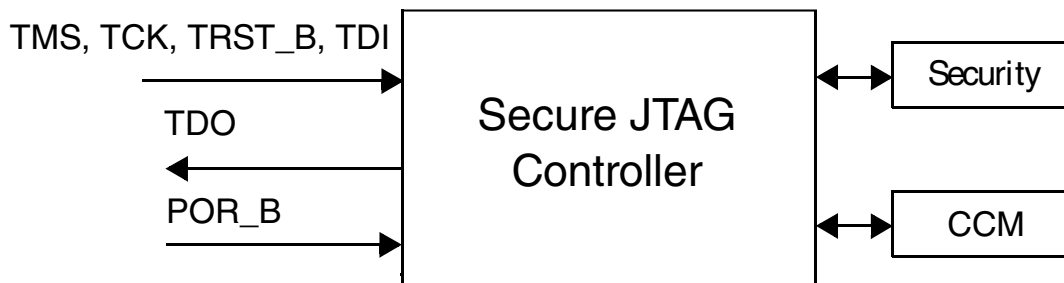 TMS, TCK, TRST_B, TDI
TDO
POR_B
Secure JTAG
Controller
Security
CCM